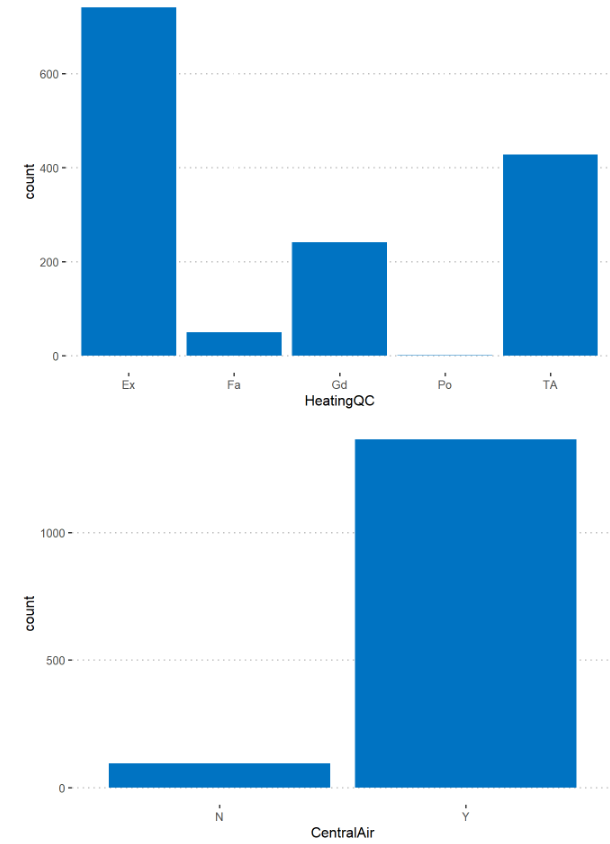 600
400
200
0
count
Ex Fa Gd Po TA
HeatingQC
1000
500
0
count
N Y
CentralAir